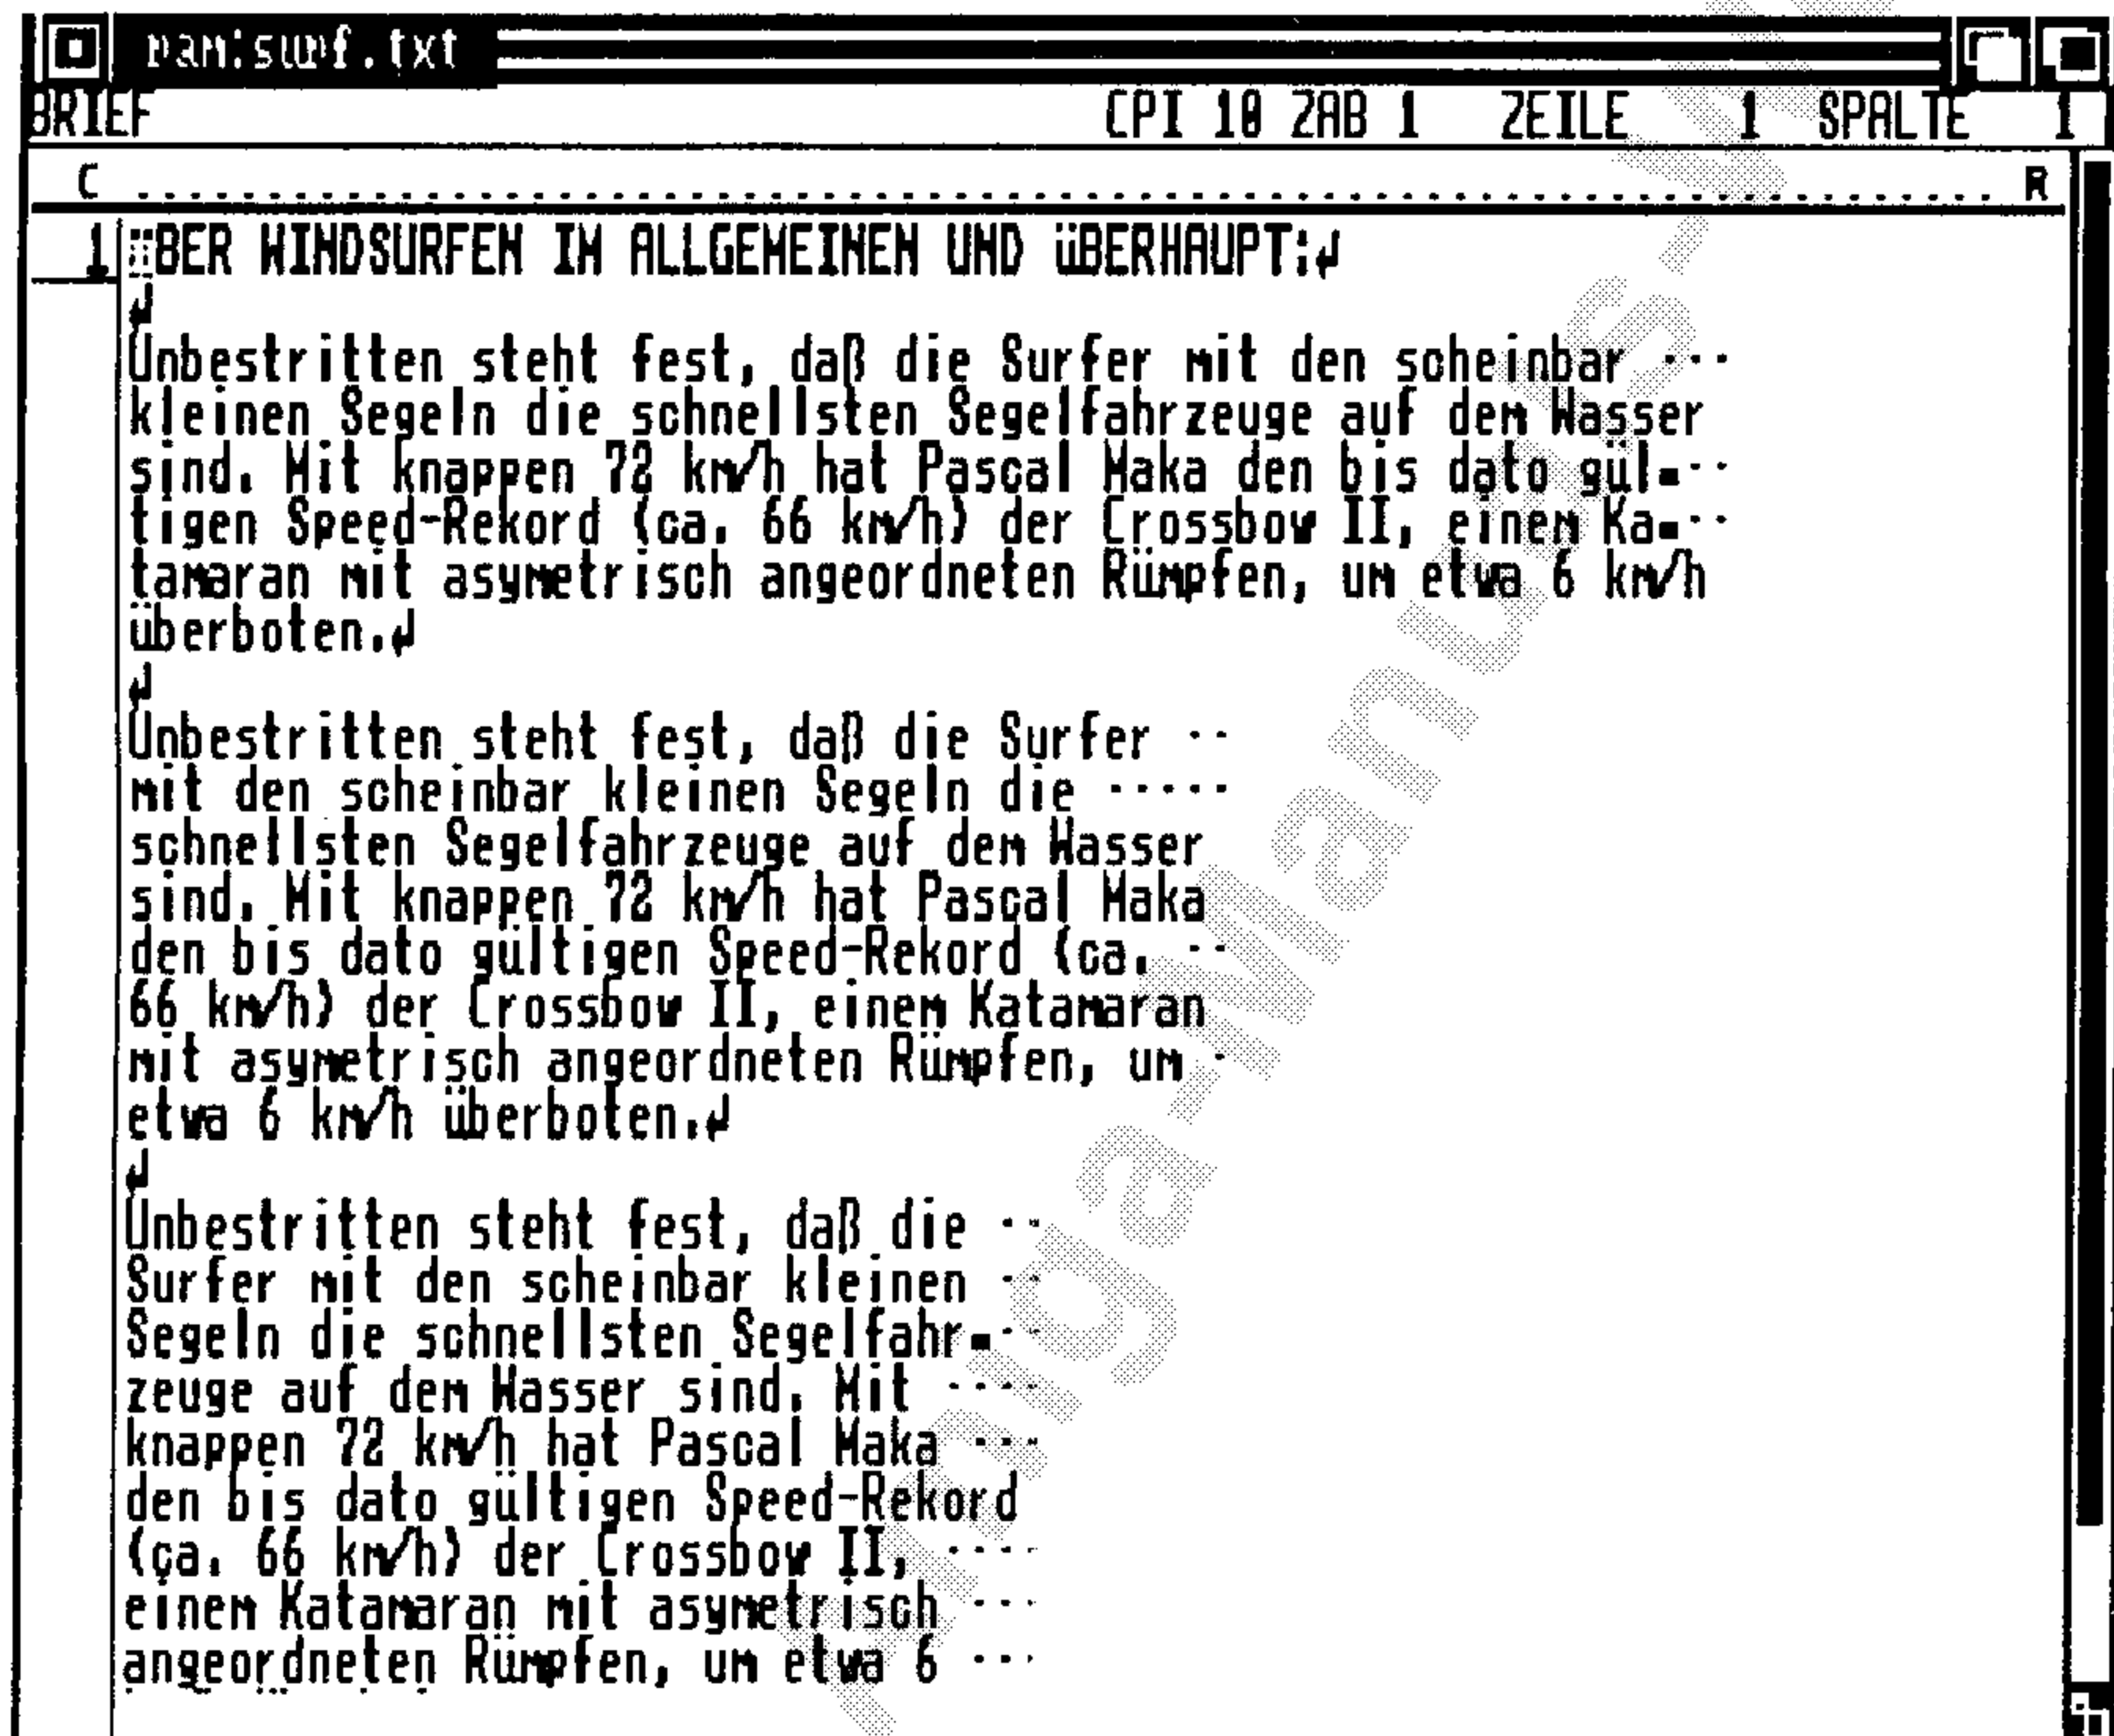 ram:surf.txt
BRIEF CPI 10 ZAB 1 ZEILE 1 SPALTE 1
C R
1 üBER WINDSURFEN IM ALLGEMEINEN UND üBERHAUPT:
Unbestritten steht fest, daß die Surfer mit den scheinbar
kleinen Segeln die schnellsten Segelfahrzeuge auf dem Wasser
sind. Mit knappen 72 km/h hat Pascal Maka den bis dato gül-
tigen Speed-Rekord (ca. 66 km/h) der Crossbow II, einem Ka-
tamaran mit asymetrisch angeordneten Rümpfen, um etwa 6 km/h
überboten.
Unbestritten steht fest, daß die Surfer
mit den scheinbar kleinen Segeln die
schnellsten Segelfahrzeuge auf dem Wasser
sind. Mit knappen 72 km/h hat Pascal Maka
den bis dato gültigen Speed-Rekord (ca.
66 km/h) der Crossbow II, einem Katamaran
mit asymetrisch angeordneten Rümpfen, um
etwa 6 km/h überboten.
Unbestritten steht fest, daß die
Surfer mit den scheinbar kleinen
Segeln die schnellsten Segelfahr-
zeuge auf dem Wasser sind. Mit
knappen 72 km/h hat Pascal Maka
den bis dato gültigen Speed-Rekord
(ca. 66 km/h) der Crossbow II,
einem Katamaran mit asymetrisch
angeordneten Rümpfen, um etwa 6